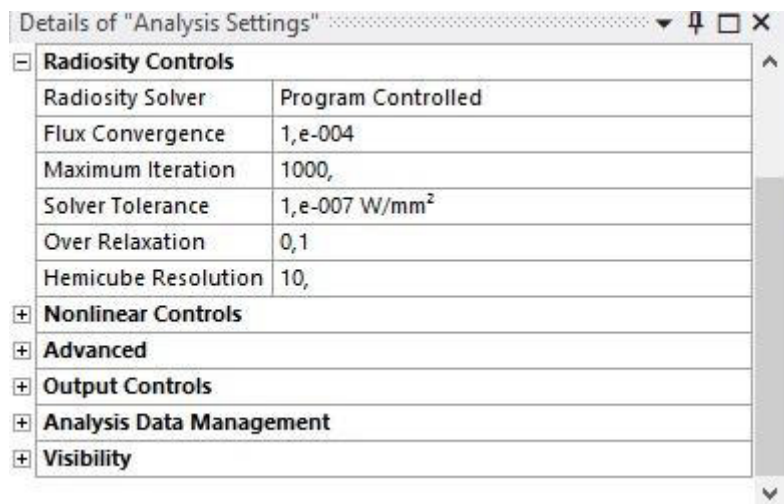 Details of "Analysis Settings"
Radiosity Controls
Radiosity Solver Program Controlled
Flux Convergence 1,e-004
Maximum Iteration 1000,
Solver Tolerance 1,e-007 W/mm²
Over Relaxation 0,1
Hemicube Resolution 10,
Nonlinear Controls
Advanced
Output Controls
Analysis Data Management
Visibility